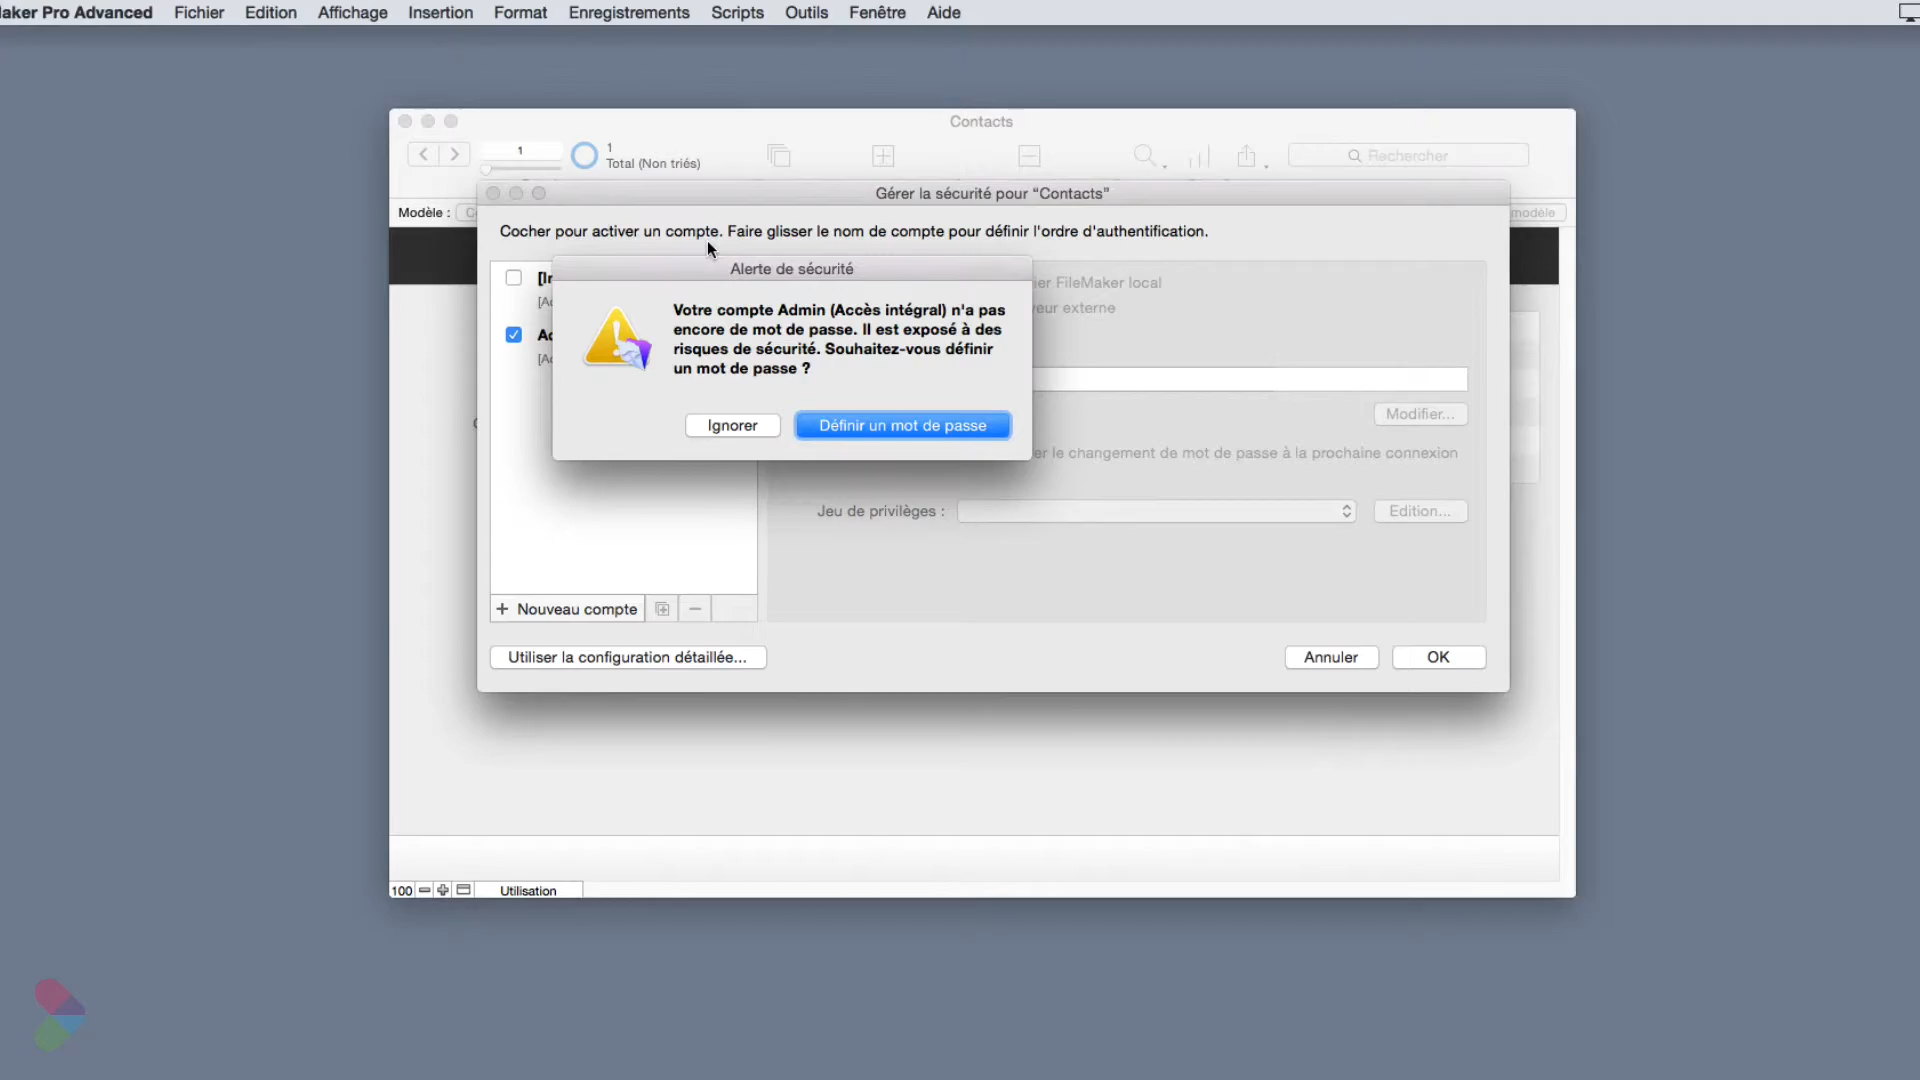 Maker Pro Advanced Fichier Edition Affichage Insertion Format Enregistrements Scripts Outils Fenêtre Aide
Contacts
1
1
Total (Non triés)
Rechercher
Gérer la sécurité pour “Contacts”
Modèle :
modèle
Cocher pour activer un compte. Faire glisser le nom de compte pour définir l'ordre d'authentification.
Alerte de sécurité
Votre compte Admin (Accès intégral) n'a pas
encore de mot de passe. Il est exposé à des
risques de sécurité. Souhaitez-vous définir
un mot de passe ?
Ignorer
Définir un mot de passe
[In
[Ac
Ad
[Ac
ier FileMaker local
eur externe
Modifier...
er le changement de mot de passe à la prochaine connexion
Jeu de privilèges :
Edition...
+ Nouveau compte
Utiliser la configuration détaillée...
Annuler
OK
100
Utilisation